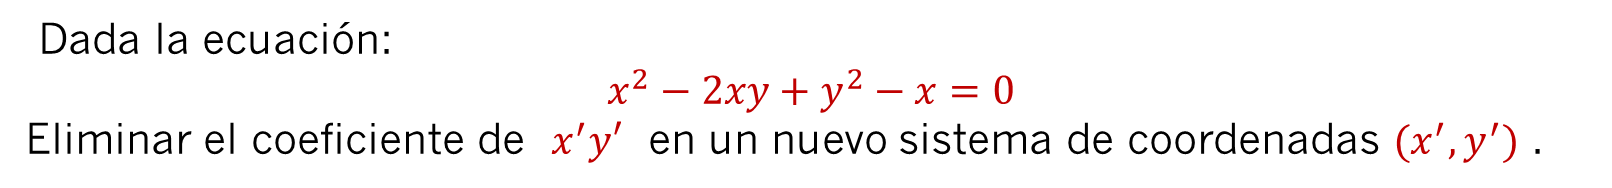 Dada la ecuación:
x² − 2xy + y² − x = 0
Eliminar el coeficiente de x′y′ en un nuevo sistema de coordenadas (x′, y′) .